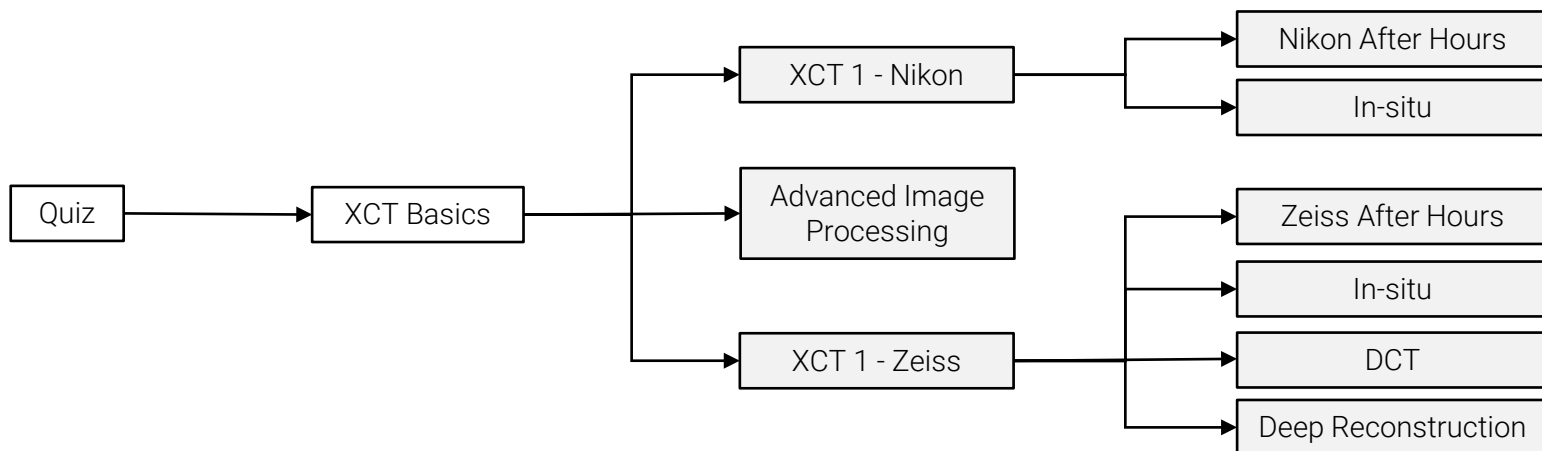 Quiz
XCT Basics
XCT 1 - Nikon
Advanced Image
Processing
XCT 1 - Zeiss
Nikon After Hours
In-situ
Zeiss After Hours
In-situ
DCT
Deep Reconstruction